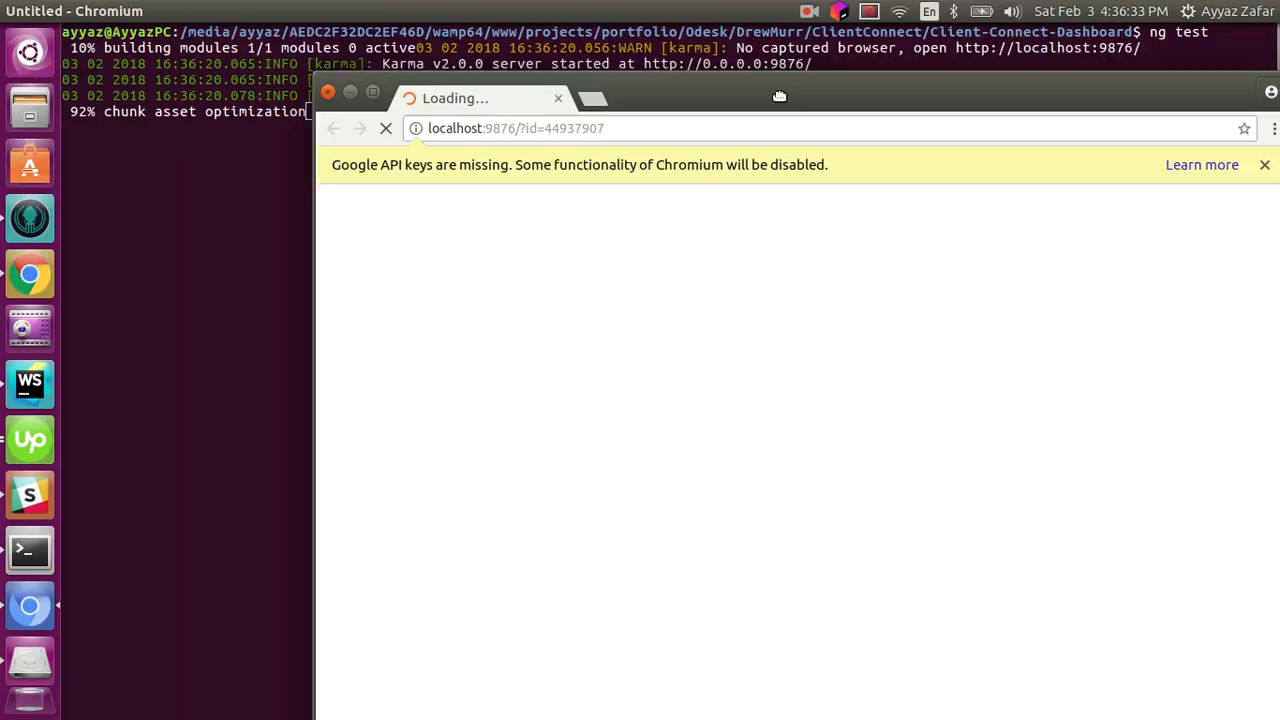 Untitled - Chromium
En
Sat Feb 3 4:36:33 PM
Ayyaz Zafar
ayyaz@AyyazPC:/media/ayyaz/AEDC2F32DC2EF46D/wamp64/www/projects/portfolio/Odesk/DrewMurr/ClientConnect/Client-Connect-Dashboard$ ng test
10% building modules 1/1 modules 0 active03 02 2018 16:36:20.056:WARN [karma]: No captured browser, open http://localhost:9876/
03 02 2018 16:36:20.065:INFO [karma]: Karma v2.0.0 server started at http://0.0.0.0:9876/
03 02 2018 16:36:20.065:INFO [
03 02 2018 16:36:20.078:INFO [
92% chunk asset optimization
Loading...
localhost:9876/?id=44937907
Google API keys are missing. Some functionality of Chromium will be disabled.
Learn more
WS
Up
S
>_